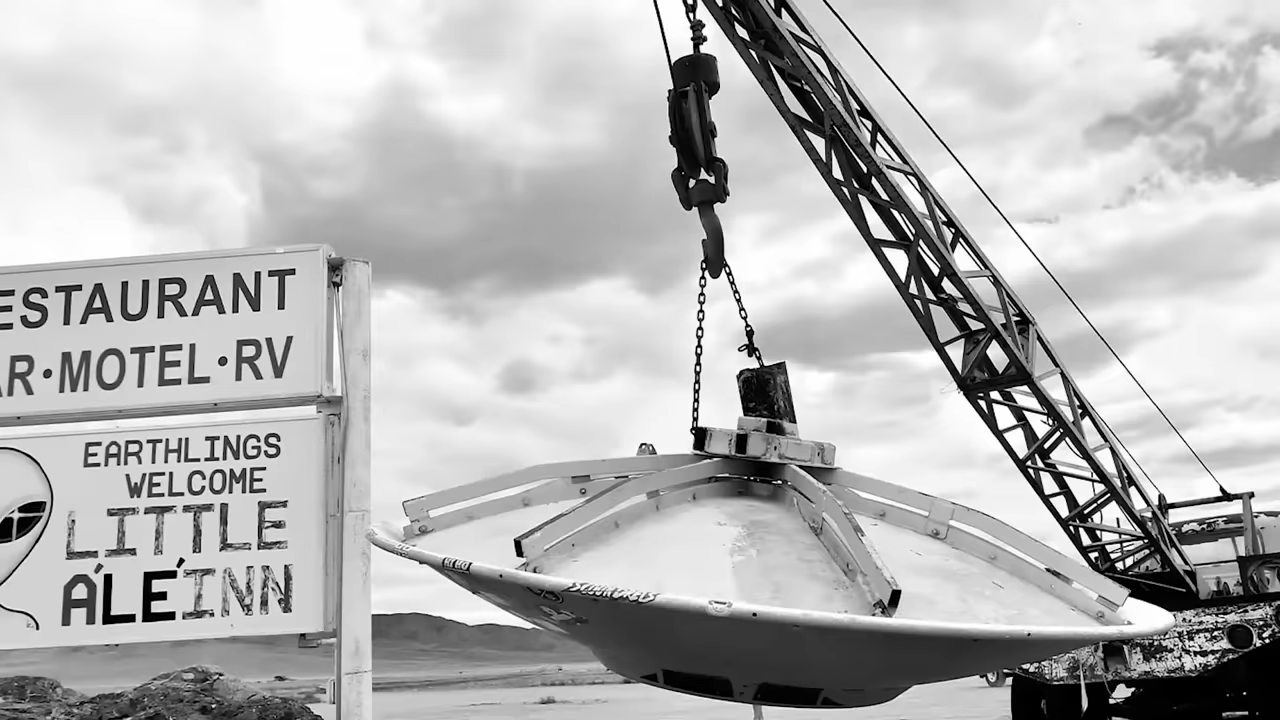 ESTAURANT
AR·MOTEL·RV
EARTHLINGS
WELCOME
LITTLE
A'LE'INN